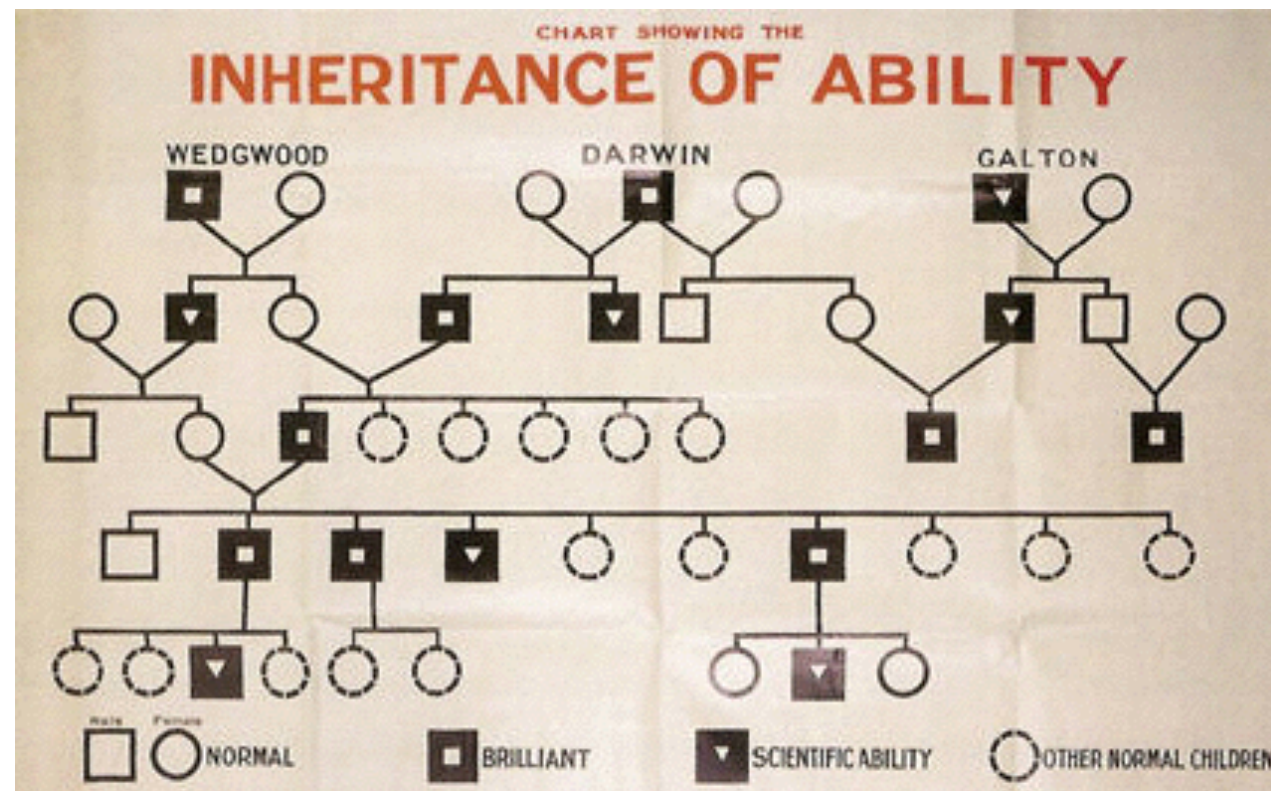 CHART SHOWING THE
INHERITANCE OF ABILITY
WEDGWOOD DARWIN GALTON
Male Female
NORMAL BRILLIANT SCIENTIFIC ABILITY OTHER NORMAL CHILDREN